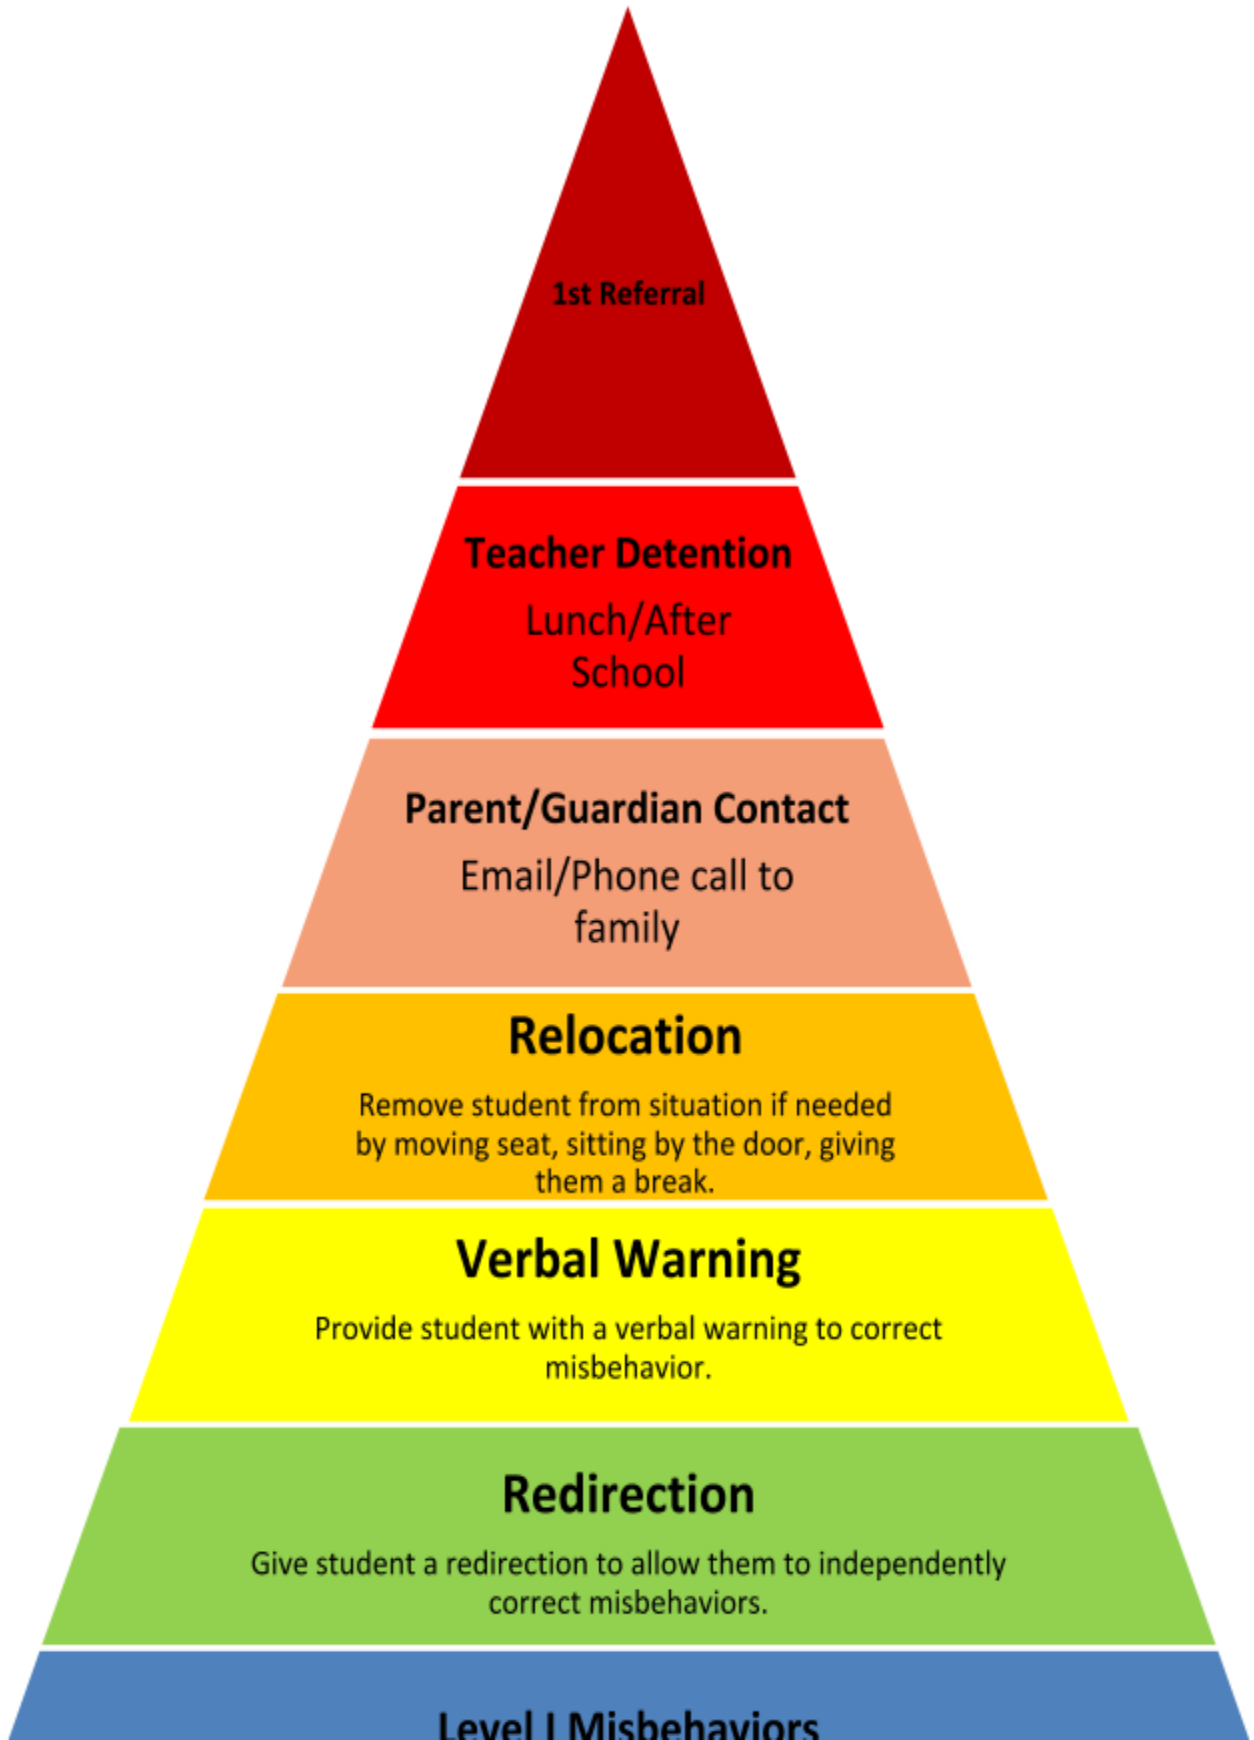 1st Referral
Teacher Detention
Lunch/After
School
Parent/Guardian Contact
Email/Phone call to
family
Relocation
Remove student from situation if needed
by moving seat, sitting by the door, giving
them a break.
Verbal Warning
Provide student with a verbal warning to correct
misbehavior.
Redirection
Give student a redirection to allow them to independently
correct misbehaviors.
Level I Misbehaviors